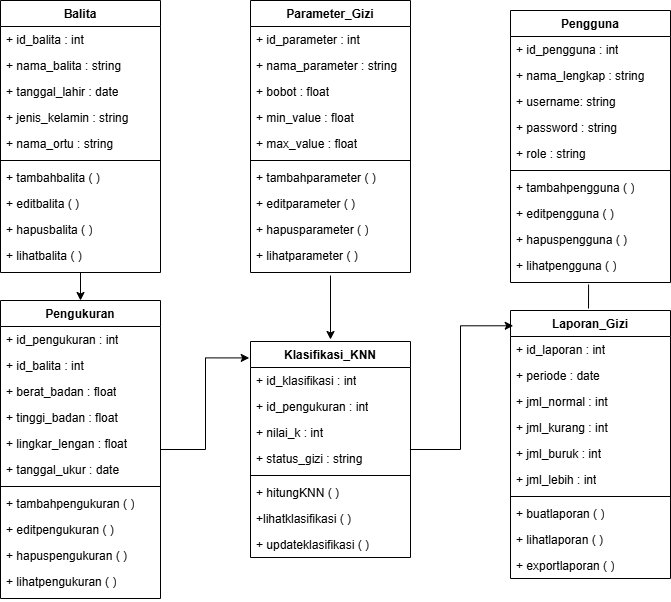 Balita
+ id_balita : int
+ nama_balita : string
+ tanggal_lahir : date
+ jenis_kelamin : string
+ nama_ortu : string
+ tambahbalita ( )
+ editbalita ( )
+ hapusbalita ( )
+ lihatbalita ( )
Parameter_Gizi
+ id_parameter : int
+ nama_parameter : string
+ bobot : float
+ min_value : float
+ max_value : float
+ tambahparameter ( )
+ editparameter ( )
+ hapusparameter ( )
+ lihatparameter ( )
Pengguna
+ id_pengguna : int
+ nama_lengkap : string
+ username: string
+ password : string
+ role : string
+ tambahpengguna ( )
+ editpengguna ( )
+ hapuspengguna ( )
+ lihatpengguna ( )
Pengukuran
+ id_pengukuran : int
+ id_balita : int
+ berat_badan : float
+ tinggi_badan : float
+ lingkar_lengan : float
+ tanggal_ukur : date
+ tambahpengukuran ( )
+ editpengukuran ( )
+ hapuspengukuran ( )
+ lihatpengukuran ( )
Klasifikasi_KNN
+ id_klasifikasi : int
+ id_pengukuran : int
+ nilai_k : int
+ status_gizi : string
+ hitungKNN ( )
+lihatklasifikasi ( )
+ updateklasifikasi ( )
Laporan_Gizi
+ id_laporan : int
+ periode : date
+ jml_normal : int
+ jml_kurang : int
+ jml_buruk : int
+ jml_lebih : int
+ buatlaporan ( )
+ lihatlaporan ( )
+ exportlaporan ( )